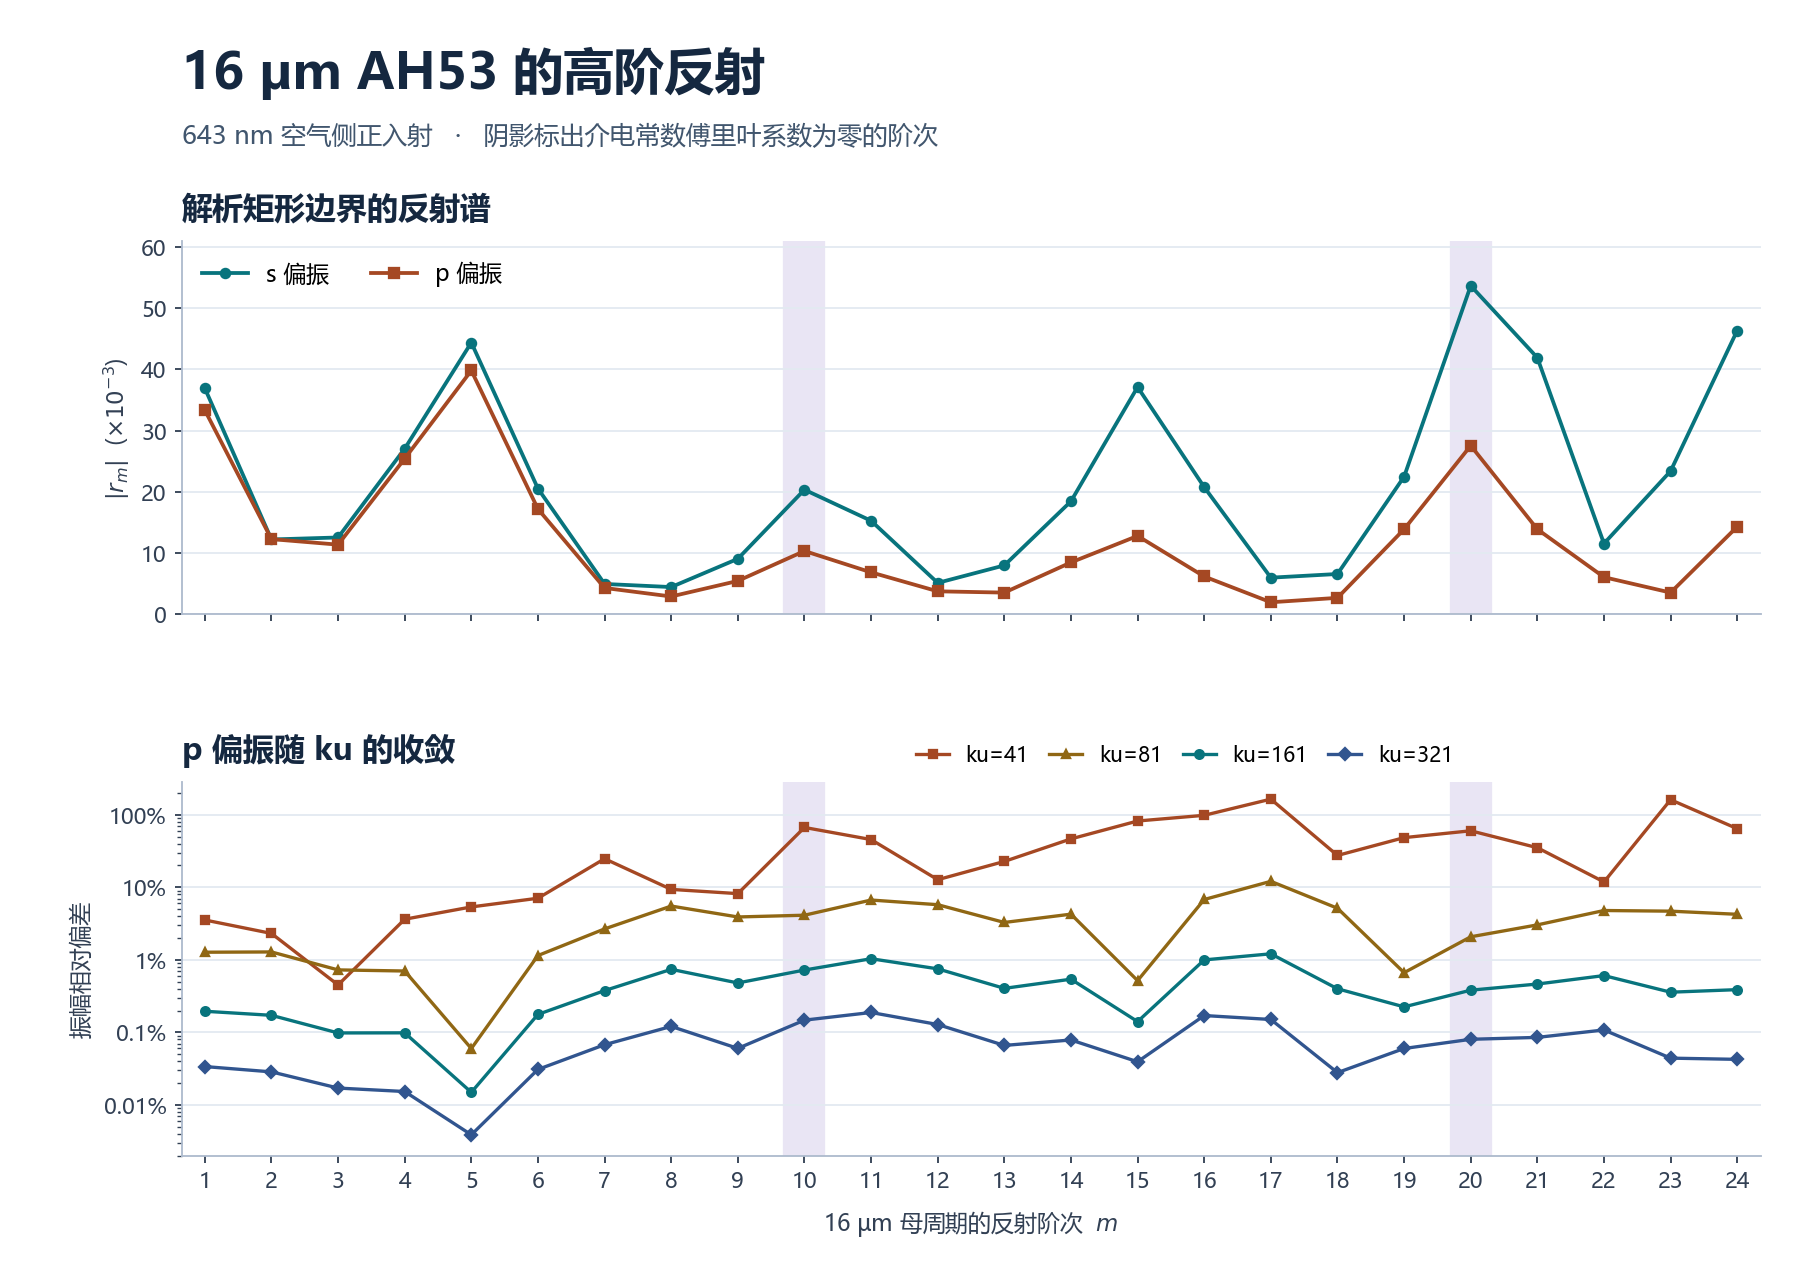 16 μm AH53 的高阶反射
643 nm 空气侧正入射 · 阴影标出介电常数傅里叶系数为零的阶次
解析矩形边界的反射谱
s 偏振 p 偏振
|r_m| (×10⁻³)
60
50
40
30
20
10
0
p 偏振随 ku 的收敛
ku=41 ku=81 ku=161 ku=321
振幅相对偏差
100%
10%
1%
0.1%
0.01%
1 2 3 4 5 6 7 8 9 10 11 12 13 14 15 16 17 18 19 20 21 22 23 24
16 μm 母周期的反射阶次 m